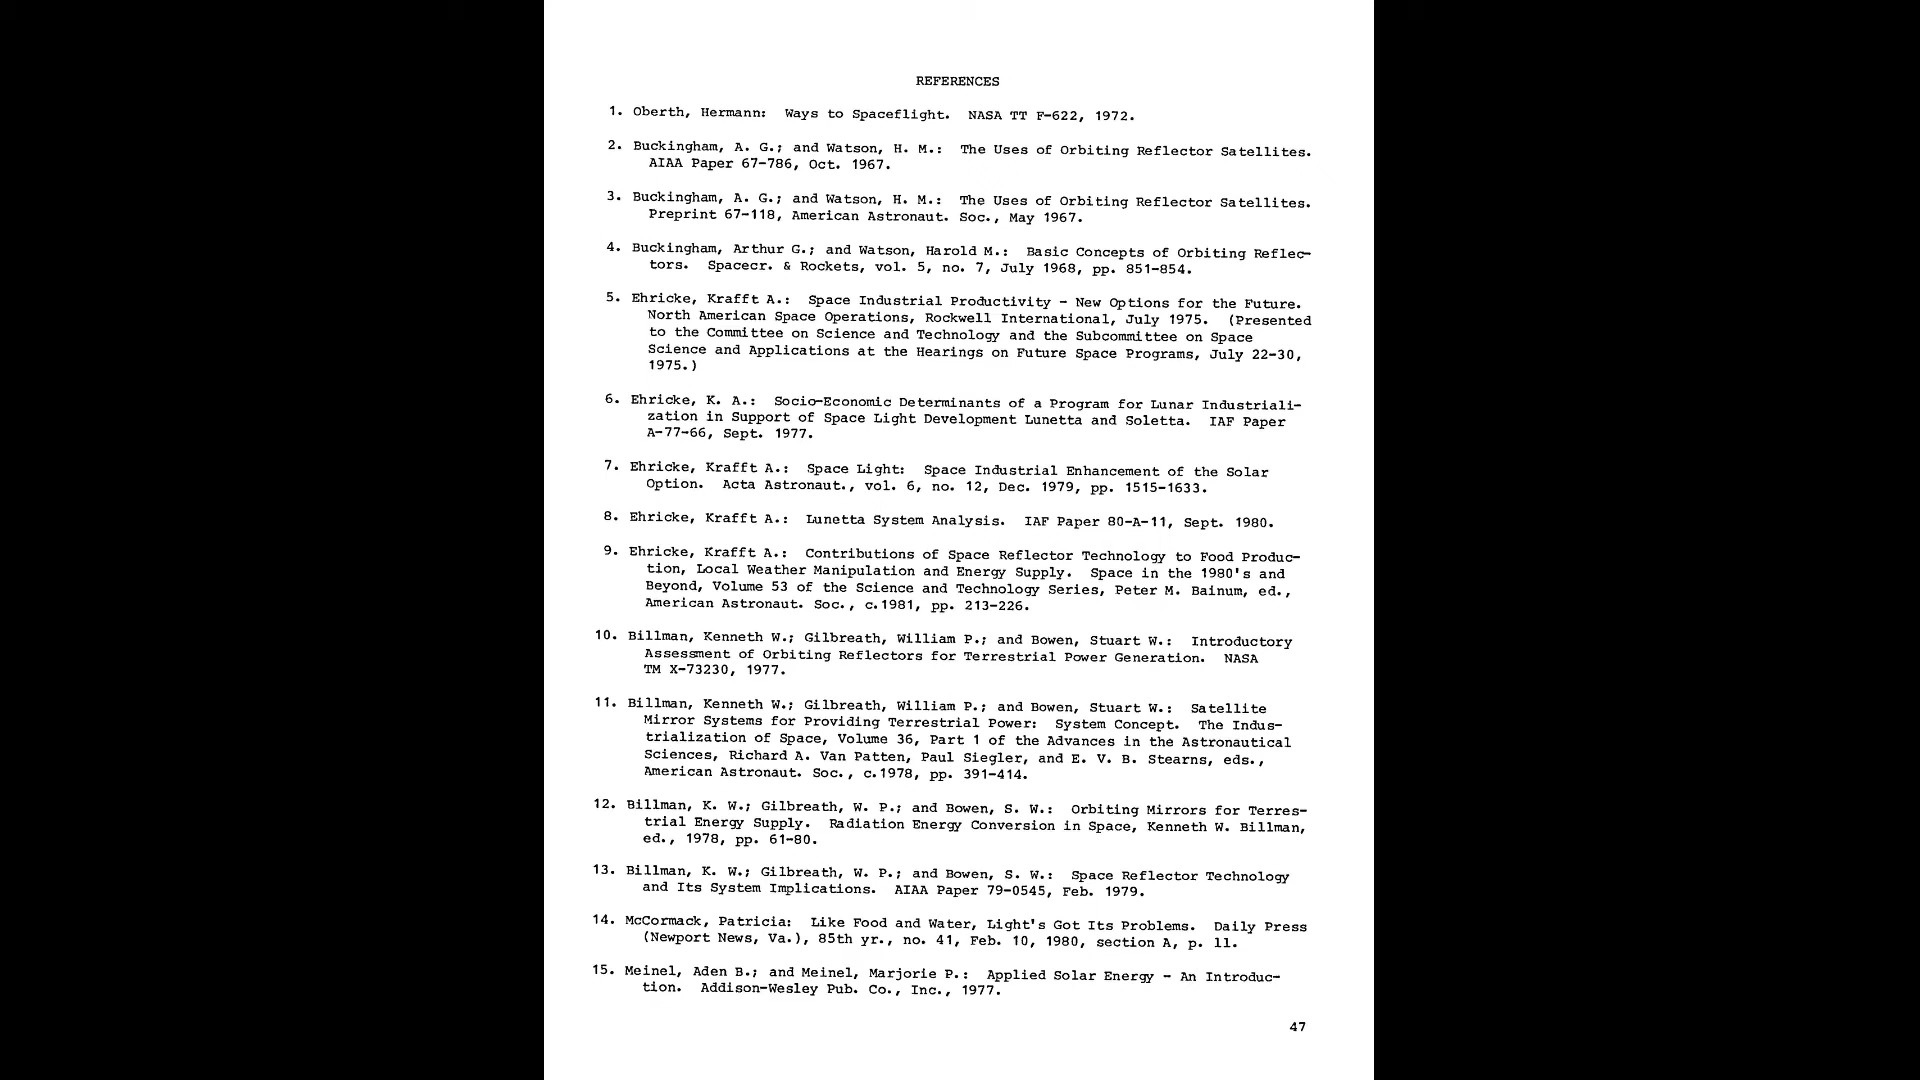 REFERENCES
1. Oberth, Hermann: Ways to Spaceflight. NASA TT F-622, 1972.
2. Buckingham, A. G.; and Watson, H. M.: The Uses of Orbiting Reflector Satellites.
AIAA Paper 67-786, Oct. 1967.
3. Buckingham, A. G.; and Watson, H. M.: The Uses of Orbiting Reflector Satellites.
Preprint 67-118, American Astronaut. Soc., May 1967.
4. Buckingham, Arthur G.; and Watson, Harold M.: Basic Concepts of Orbiting Reflec-
tors. Spacecr. & Rockets, vol. 5, no. 7, July 1968, pp. 851-854.
5. Ehricke, Krafft A.: Space Industrial Productivity - New Options for the Future.
North American Space Operations, Rockwell International, July 1975. (Presented
to the Committee on Science and Technology and the Subcommittee on Space
Science and Applications at the Hearings on Future Space Programs, July 22-30,
1975.)
6. Ehricke, K. A.: Socio-Economic Determinants of a Program for Lunar Industriali-
zation in Support of Space Light Development Lunetta and Soletta. IAF Paper
A-77-66, Sept. 1977.
7. Ehricke, Krafft A.: Space Light: Space Industrial Enhancement of the Solar
Option. Acta Astronaut., vol. 6, no. 12, Dec. 1979, pp. 1515-1633.
8. Ehricke, Krafft A.: Lunetta System Analysis. IAF Paper 80-A-11, Sept. 1980.
9. Ehricke, Krafft A.: Contributions of Space Reflector Technology to Food Produc-
tion, Local Weather Manipulation and Energy Supply. Space in the 1980's and
Beyond, Volume 53 of the Science and Technology Series, Peter M. Bainum, ed.,
American Astronaut. Soc., c.1981, pp. 213-226.
10. Billman, Kenneth W.; Gilbreath, William P.; and Bowen, Stuart W.: Introductory
Assessment of Orbiting Reflectors for Terrestrial Power Generation. NASA
TM X-73230, 1977.
11. Billman, Kenneth W.; Gilbreath, William P.; and Bowen, Stuart W.: Satellite
Mirror Systems for Providing Terrestrial Power: System Concept. The Indus-
trialization of Space, Volume 36, Part 1 of the Advances in the Astronautical
Sciences, Richard A. Van Patten, Paul Siegler, and E. V. B. Stearns, eds.,
American Astronaut. Soc., c.1978, pp. 391-414.
12. Billman, K. W.; Gilbreath, W. P.; and Bowen, S. W.: Orbiting Mirrors for Terres-
trial Energy Supply. Radiation Energy Conversion in Space, Kenneth W. Billman,
ed., 1978, pp. 61-80.
13. Billman, K. W.; Gilbreath, W. P.; and Bowen, S. W.: Space Reflector Technology
and Its System Implications. AIAA Paper 79-0545, Feb. 1979.
14. McCormack, Patricia: Like Food and Water, Light's Got Its Problems. Daily Press
(Newport News, Va.), 85th yr., no. 41, Feb. 10, 1980, section A, p. 11.
15. Meinel, Aden B.; and Meinel, Marjorie P.: Applied Solar Energy - An Introduc-
tion. Addison-Wesley Pub. Co., Inc., 1977.
47